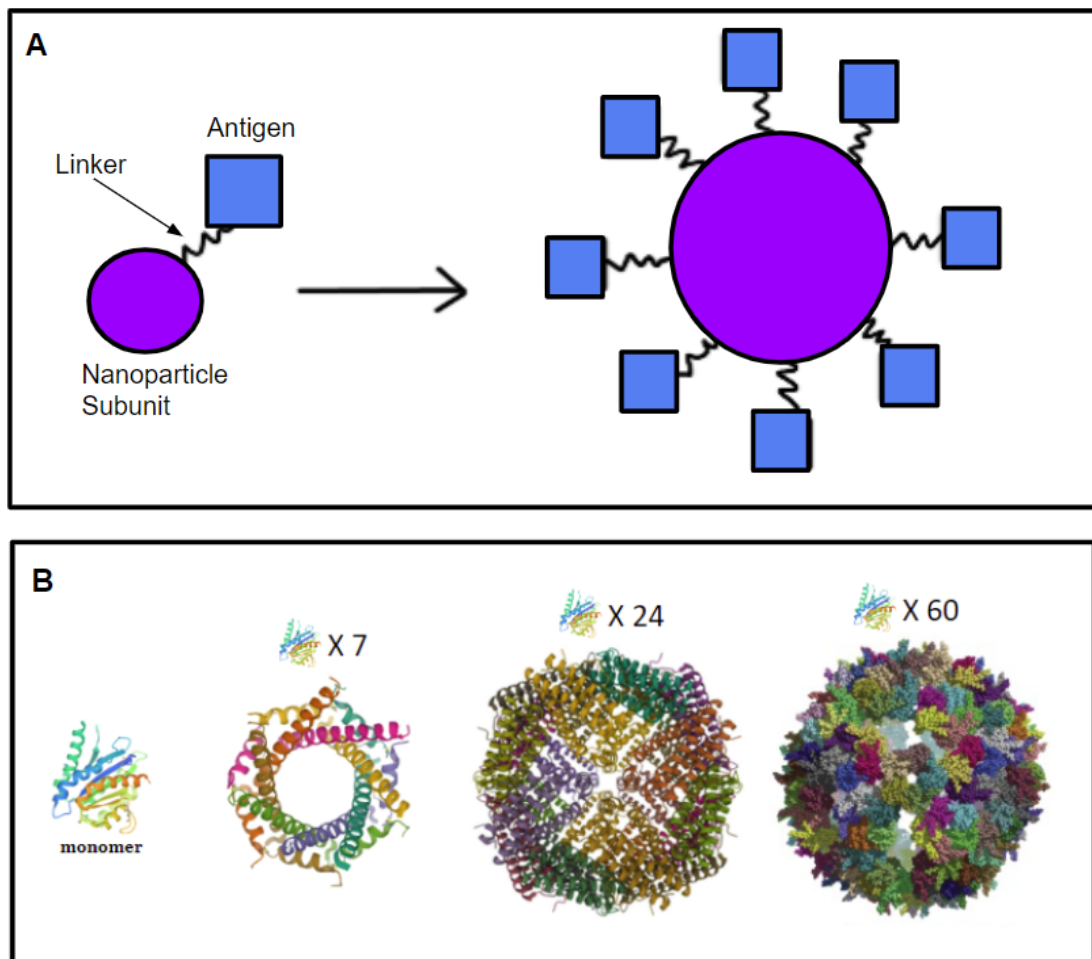 A
Antigen
Linker
Nanoparticle
Subunit
B
X 7
X 24
X 60
monomer